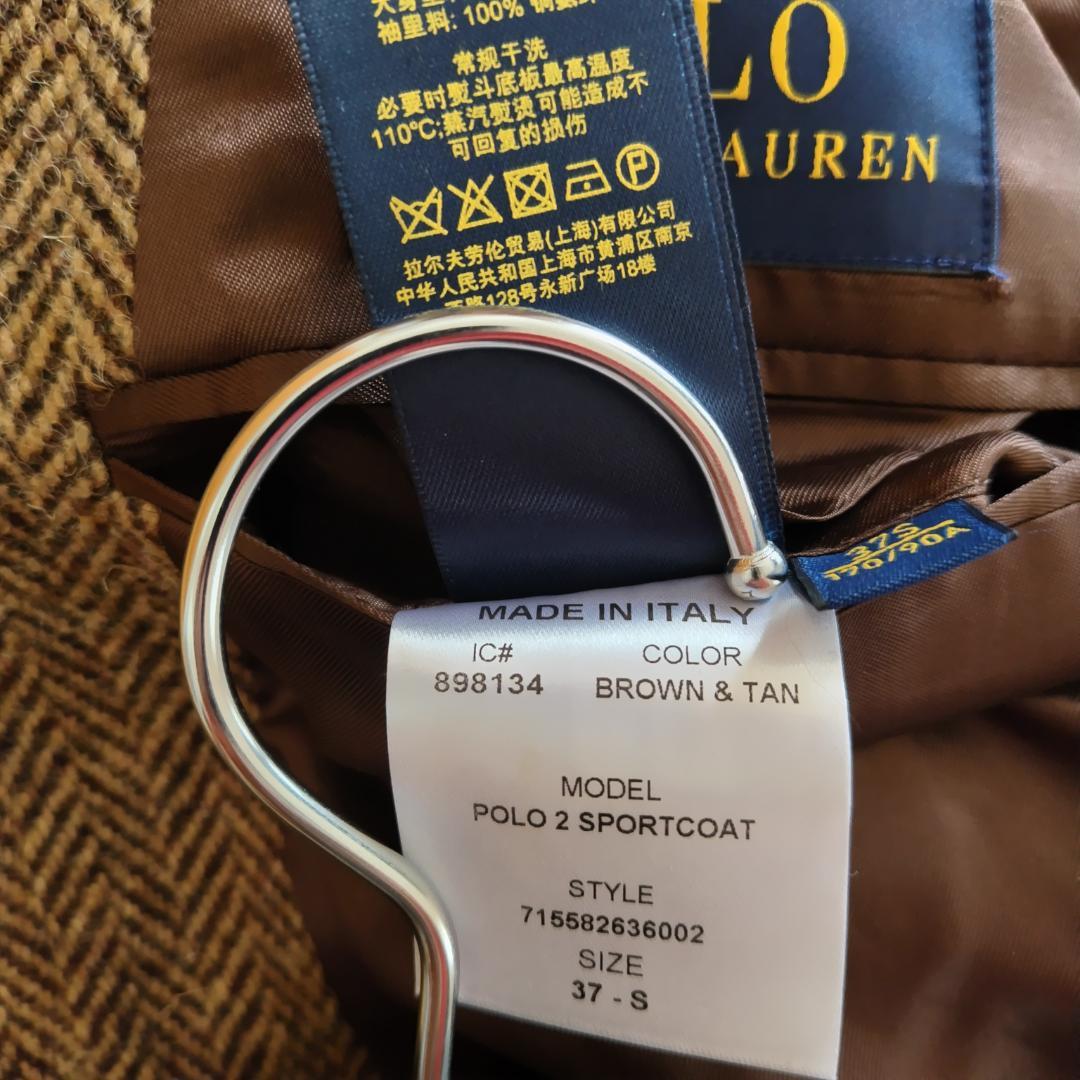 袖里料: 100%
常规干洗
必要时熨斗底板最高温度
110℃;蒸汽熨烫可能造成不
可回复的损伤
P
拉尔夫劳伦贸易(上海)有限公司
中华人民共和国上海市黄浦区南京
西路128号永新广场18楼
LO
AUREN
37S
170/90A
MADE IN ITALY
IC# COLOR
898134 BROWN & TAN
MODEL
POLO 2 SPORTCOAT
STYLE
715582636002
SIZE
37 - S